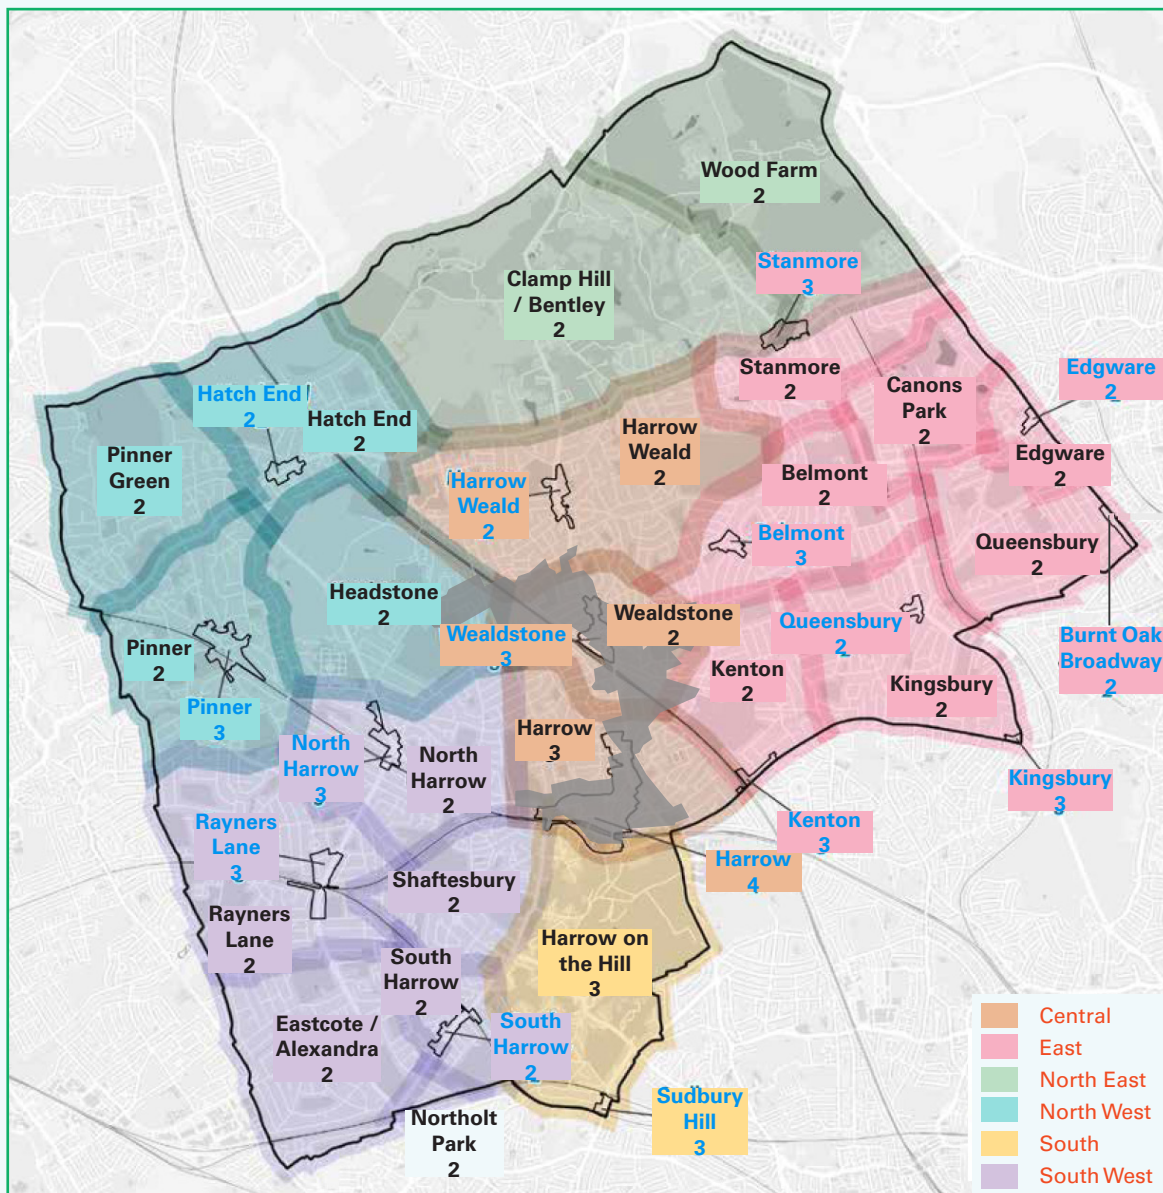 Wood Farm
2
Stanmore
3
Clamp Hill
/ Bentley
2
Stanmore
2
Edgware
2
Canons
Park
2
Hatch End
2
Hatch End
2
Harrow
Weald
2
Pinner
Green
2
Edgware
2
Belmont
2
Harrow
Weald
2
Belmont
3
Queensbury
2
Headstone
2
Wealdstone
2
Queensbury
2
Wealdstone
3
Burnt Oak
Broadway
2
Pinner
2
Kenton
2
Kingsbury
2
Pinner
3
Harrow
3
North
Harrow
3
North
Harrow
2
Kingsbury
3
Rayners
Lane
3
Kenton
3
Harrow
4
Shaftesbury
2
Rayners
Lane
2
Harrow on
the Hill
3
South
Harrow
2
Eastcote /
Alexandra
2
South
Harrow
2
Sudbury
Hill
3
Northolt
Park
2
Central
East
North East
North West
South
South West